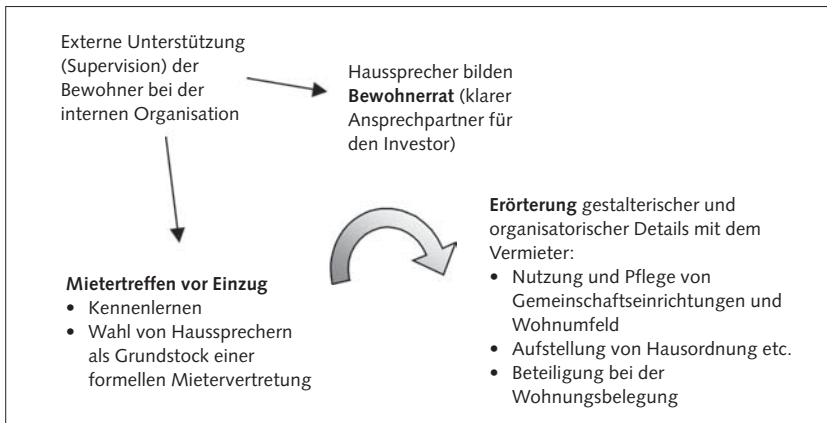 Externe Unterstützung
(Supervision) der
Bewohner bei der
internen Organisation
Haussprecher bilden
Bewohnerrat (klarer
Ansprechpartner für
den Investor)
Mietertreffen vor Einzug
• Kennenlernen
• Wahl von Haussprechern
als Grundstock einer
formellen Mietervertretung
Erörterung gestalterischer und
organisatorischer Details mit dem
Vermieter:
• Nutzung und Pflege von
Gemeinschaftseinrichtungen und
Wohnumfeld
• Aufstellung von Hausordnung etc.
• Beteiligung bei der
Wohnungsbelegung